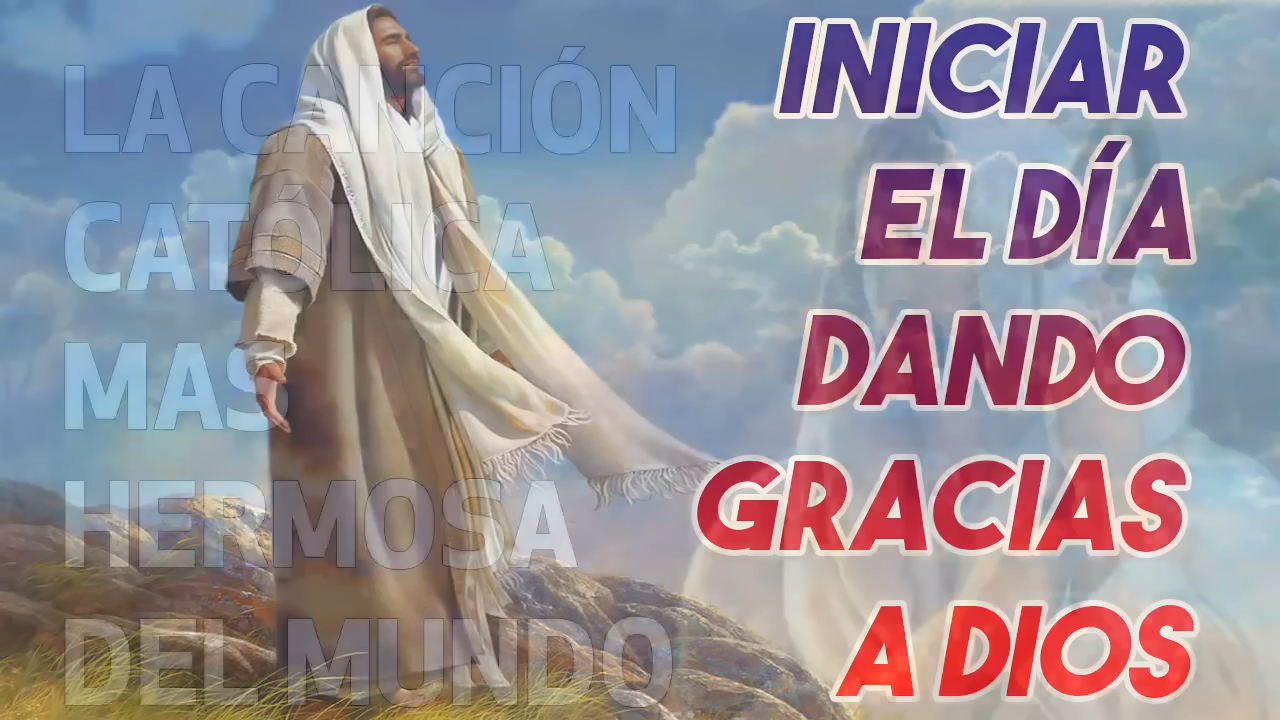 LA CANCIÓN
CATÓLICA
MAS
HERMOSA
DEL MUNDO
INICIAR
EL DÍA
DANDO
GRACIAS
A DIOS